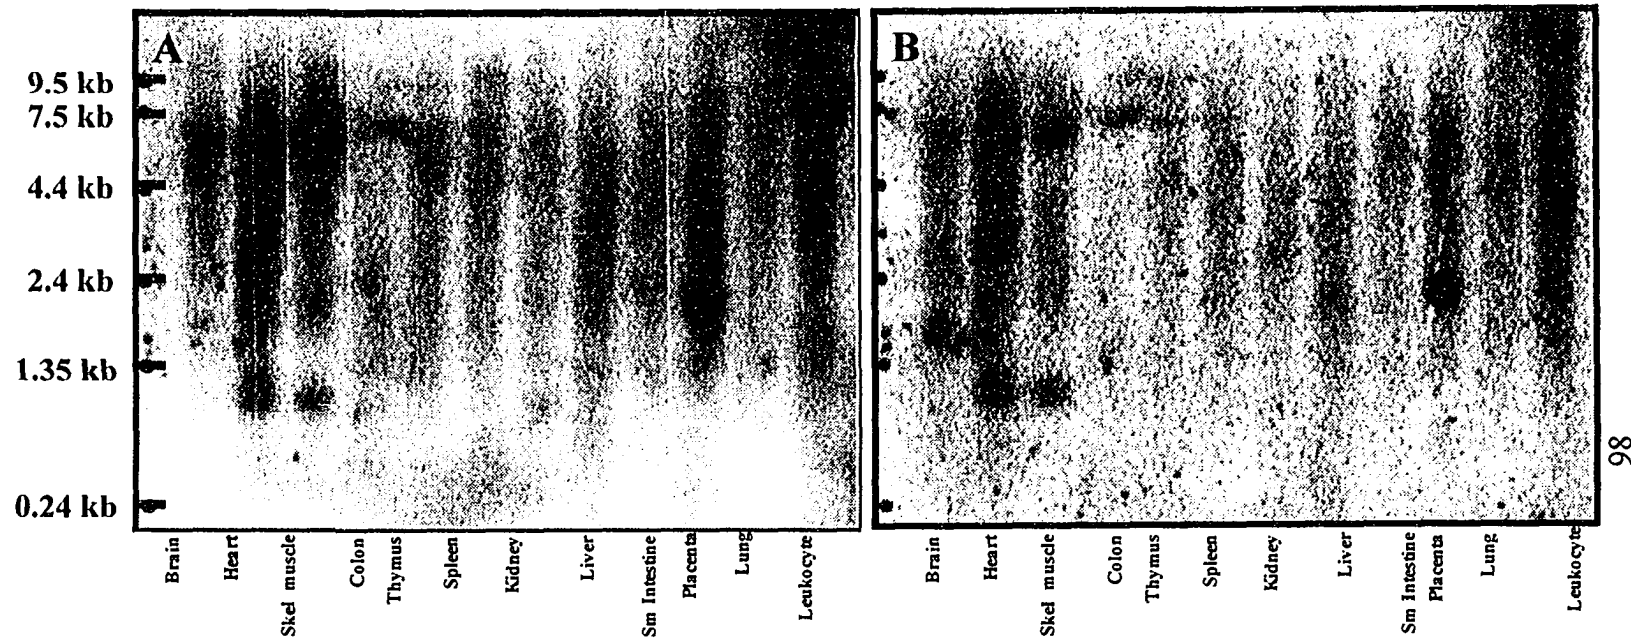 A
B
9.5 kb
7.5 kb
4.4 kb
2.4 kb
1.35 kb
0.24 kb
Brain
Heart
Skel muscle
Colon
Thymus
Spleen
Kidney
Liver
Sm Intestine
Placenta
Lung
Leukocyte
Brain
Heart
Skel muscle
Colon
Thymus
Spleen
Kidney
Liver
Sm Intestine
Placenta
Lung
Leukocyte
98